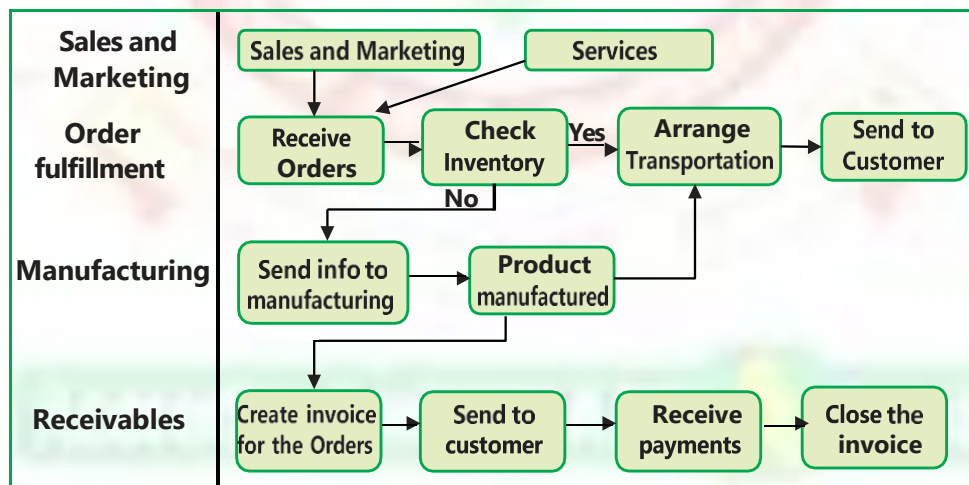 Sales and
Marketing
Sales and Marketing
Services
Order
fulfillment
Receive
Orders
Check
Inventory
Yes
Arrange
Transportation
Send to
Customer
No
Manufacturing
Send info to
manufacturing
Product
manufactured
Receivables
Create invoice
for the Orders
Send to
customer
Receive
payments
Close the
invoice